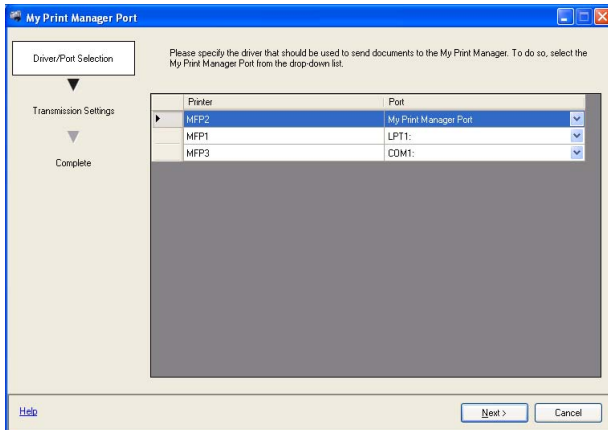 My Print Manager Port
Driver/Port Selection
Please specify the driver that should be used to send documents to the My Print Manager. To do so, select the
My Print Manager Port from the drop-down list.
Transmission Settings
Complete
Printer Port
MFP2 My Print Manager Port
MFP1 LPT1:
MFP3 COM1:
Help Next > Cancel